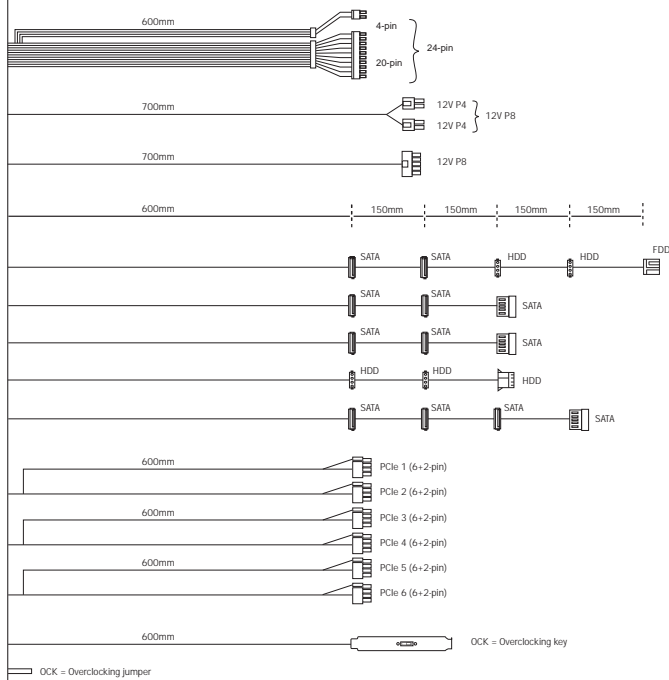 600mm
4-pin
24-pin
20-pin
700mm
12V P4
12V P8
12V P4
700mm
12V P8
600mm 150mm 150mm 150mm 150mm
FDD
SATA SATA HDD HDD
SATA SATA
SATA
SATA SATA
SATA
HDD HDD
HDD
SATA SATA SATA
SATA
600mm
PCIe 1 (6+2-pin)
PCIe 2 (6+2-pin)
600mm
PCIe 3 (6+2-pin)
PCIe 4 (6+2-pin)
600mm
PCIe 5 (6+2-pin)
PCIe 6 (6+2-pin)
600mm
OCK = Overclocking key
OCK = Overclocking jumper